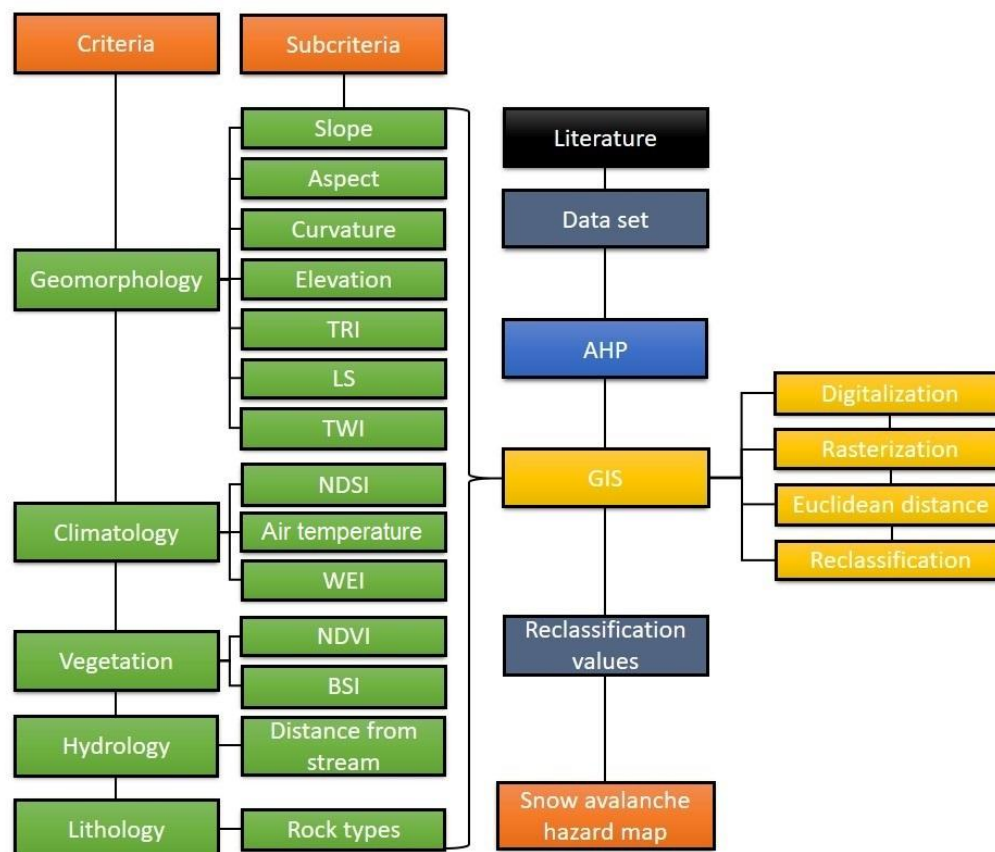 Criteria
Subcriteria
Slope
Aspect
Curvature
Geomorphology
Elevation
TRI
LS
TWI
NDSI
Climatology
Air temperature
WEI
NDVI
Vegetation
BSI
Hydrology
Distance from
stream
Lithology
Rock types
Literature
Data set
AHP
GIS
Digitalization
Rasterization
Euclidean distance
Reclassification
Reclassification
values
Snow avalanche
hazard map